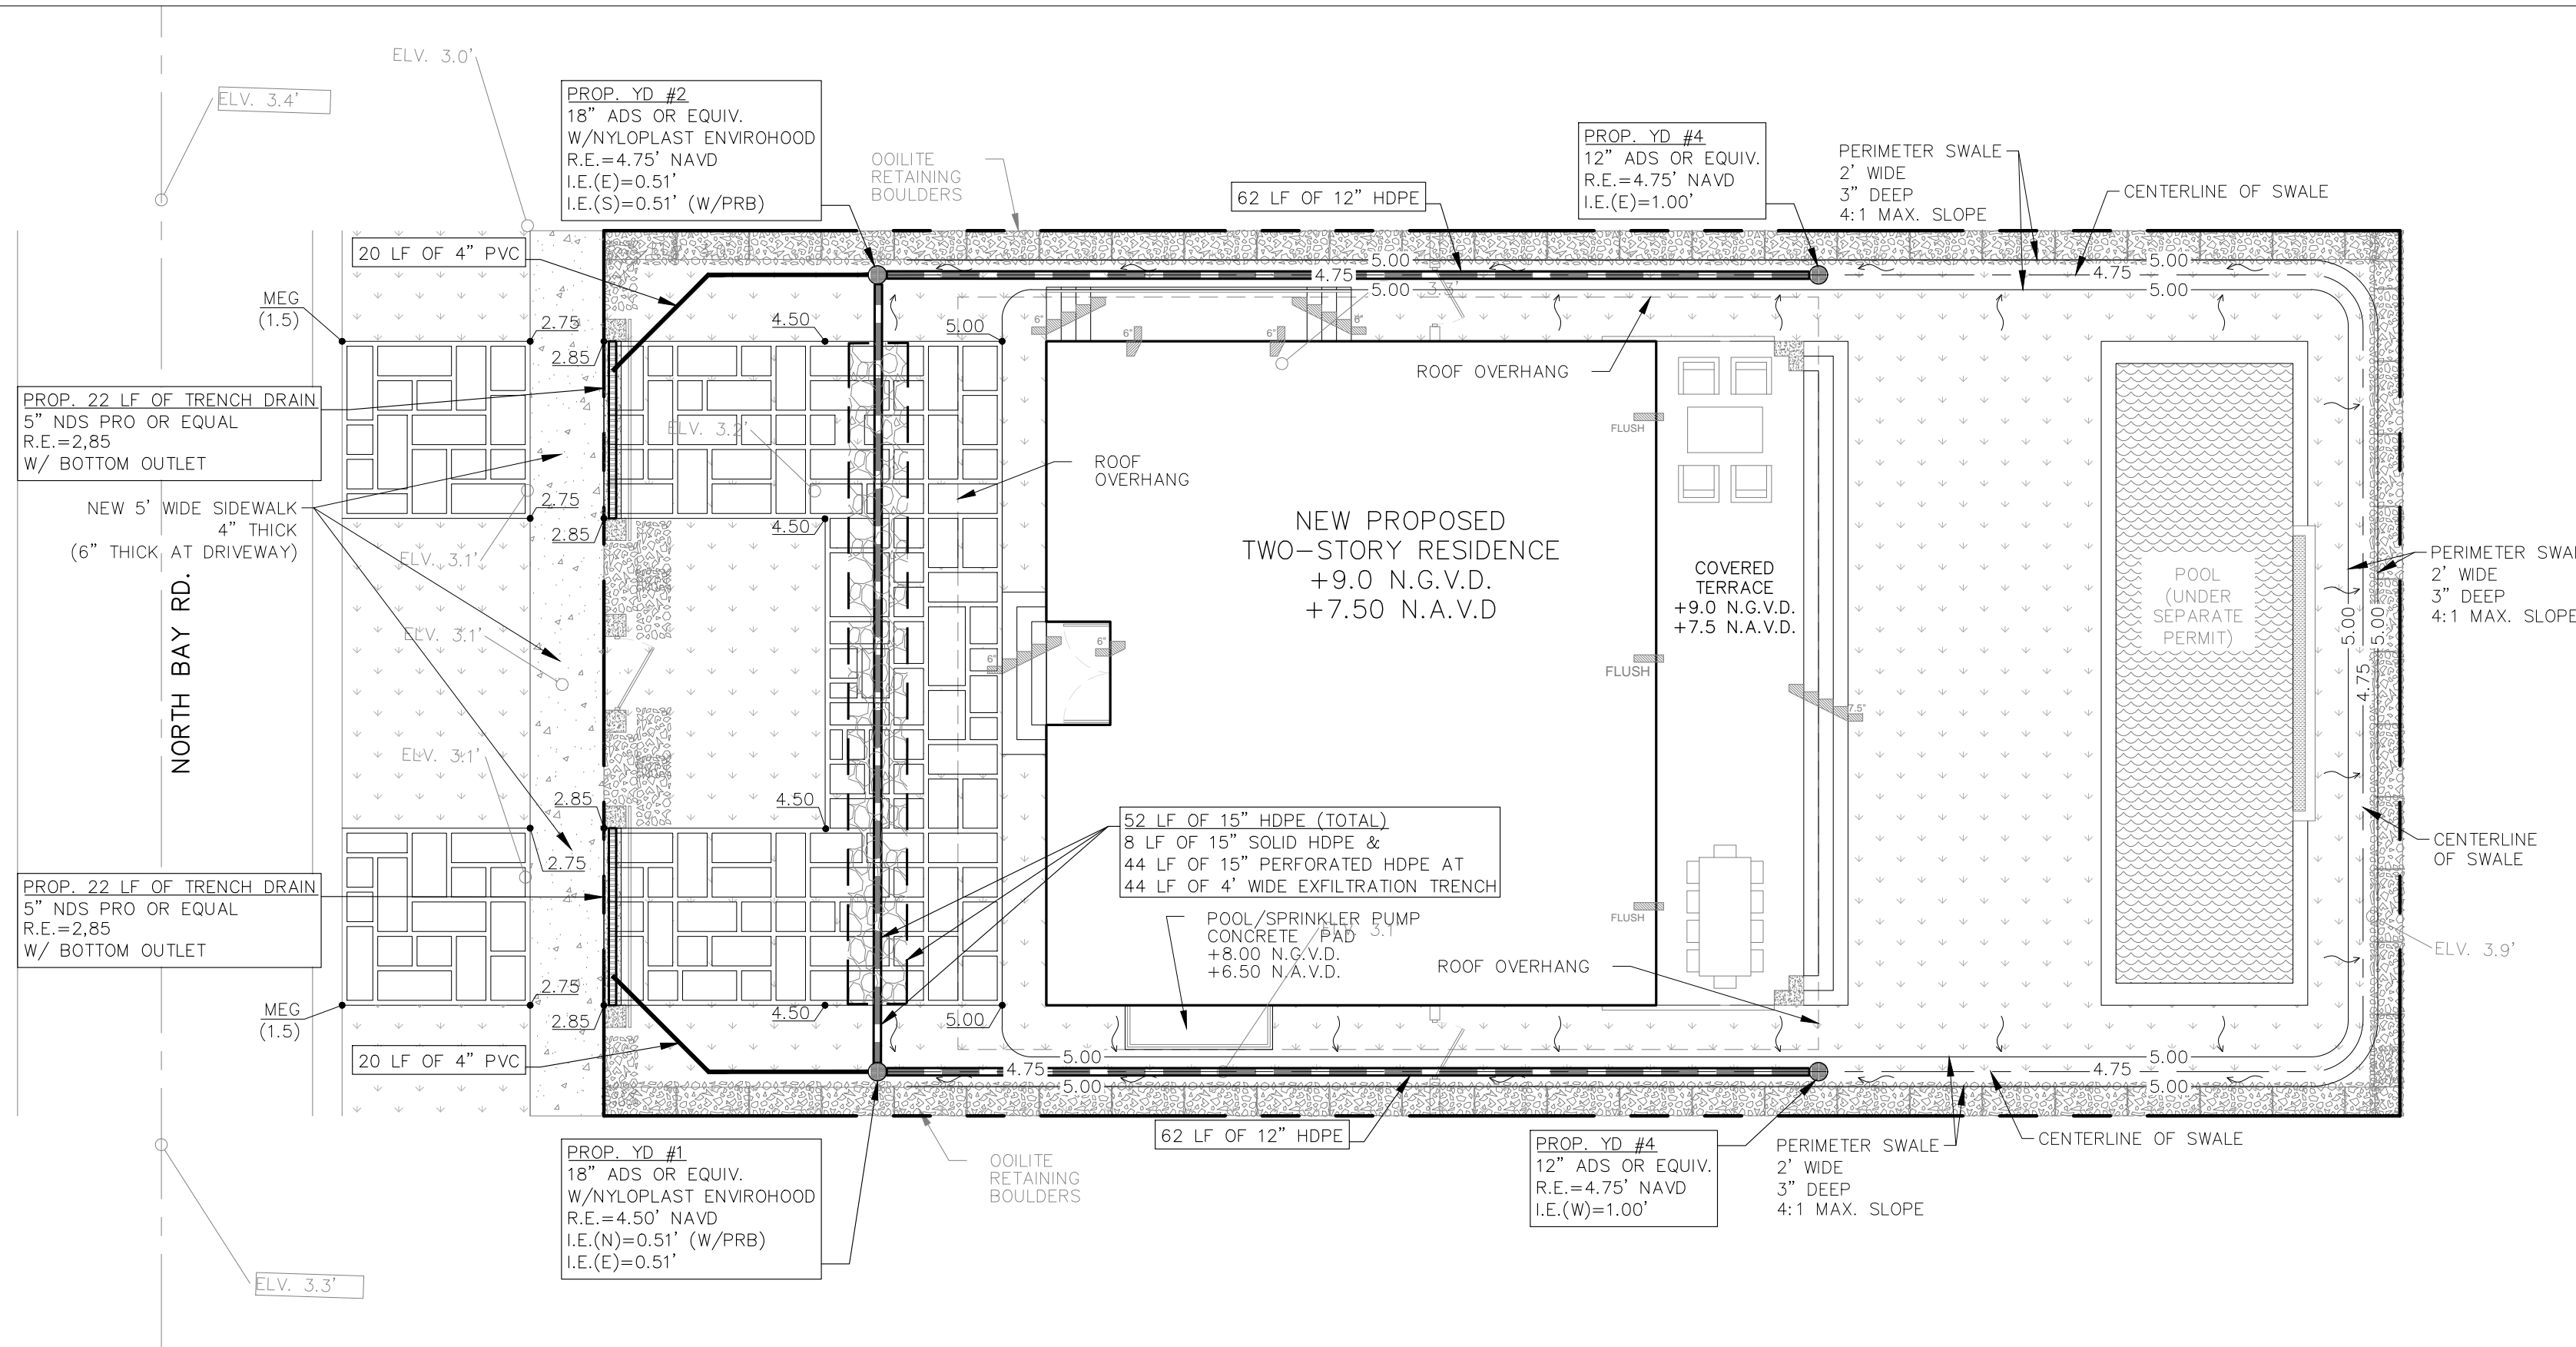 ELV. 3.0'
ELV. 3.4'
PROP. YD #2
18" ADS OR EQUIV.
W/NYLOPLAST ENVIROHOOD
R.E.=4.75' NAVD
I.E.(E)=0.51'
I.E.(S)=0.51' (W/PRB)
OOILITE
RETAINING
BOULDERS
62 LF OF 12" HDPE
PROP. YD #4
12" ADS OR EQUIV.
R.E.=4.75' NAVD
I.E.(E)=1.00'
PERIMETER SWALE
2' WIDE
3" DEEP
4:1 MAX. SLOPE
CENTERLINE OF SWALE
20 LF OF 4" PVC
5.00
4.75
5.00
5.00
4.75
5.00
3.3'
MEG
(1.5)
2.75
2.85
4.50
5.00
6"
6"
6"
6"
PROP. 22 LF OF TRENCH DRAIN
5" NDS PRO OR EQUAL
R.E.=2,85
W/ BOTTOM OUTLET
ROOF OVERHANG
FLUSH
ELV. 3.2'
ROOF
OVERHANG
NEW 5' WIDE SIDEWALK
4" THICK
(6" THICK AT DRIVEWAY)
2.75
2.85
4.50
ELV. 3.1'
NEW PROPOSED
TWO-STORY RESIDENCE
+9.0 N.G.V.D.
+7.50 N.A.V.D
COVERED
TERRACE
+9.0 N.G.V.D.
+7.5 N.A.V.D.
POOL
(UNDER
SEPARATE
PERMIT)
PERIMETER SWA
2' WIDE
3" DEEP
4:1 MAX. SLOPE
NORTH BAY RD.
ELV. 3.1'
6"
6"
FLUSH
7.5"
5.00
5.00
4.75
ELV. 3.1'
2.85
4.50
2.75
52 LF OF 15" HDPE (TOTAL)
8 LF OF 15" SOLID HDPE &
44 LF OF 15" PERFORATED HDPE AT
44 LF OF 4' WIDE EXFILTRATION TRENCH
CENTERLINE
OF SWALE
PROP. 22 LF OF TRENCH DRAIN
5" NDS PRO OR EQUAL
R.E.=2,85
W/ BOTTOM OUTLET
POOL/SPRINKLER PUMP
CONCRETE PAD
+8.00 N.G.V.D.
+6.50 N.A.V.D.
3.1
FLUSH
ROOF OVERHANG
ELV. 3.9'
MEG
(1.5)
2.75
2.85
4.50
5.00
20 LF OF 4" PVC
5.00
4.75
5.00
5.00
4.75
5.00
PROP. YD #1
18" ADS OR EQUIV.
W/NYLOPLAST ENVIROHOOD
R.E.=4.50' NAVD
I.E.(N)=0.51' (W/PRB)
I.E.(E)=0.51'
OOILITE
RETAINING
BOULDERS
62 LF OF 12" HDPE
PROP. YD #4
12" ADS OR EQUIV.
R.E.=4.75' NAVD
I.E.(W)=1.00'
PERIMETER SWALE
2' WIDE
3" DEEP
4:1 MAX. SLOPE
CENTERLINE OF SWALE
ELV. 3.3'